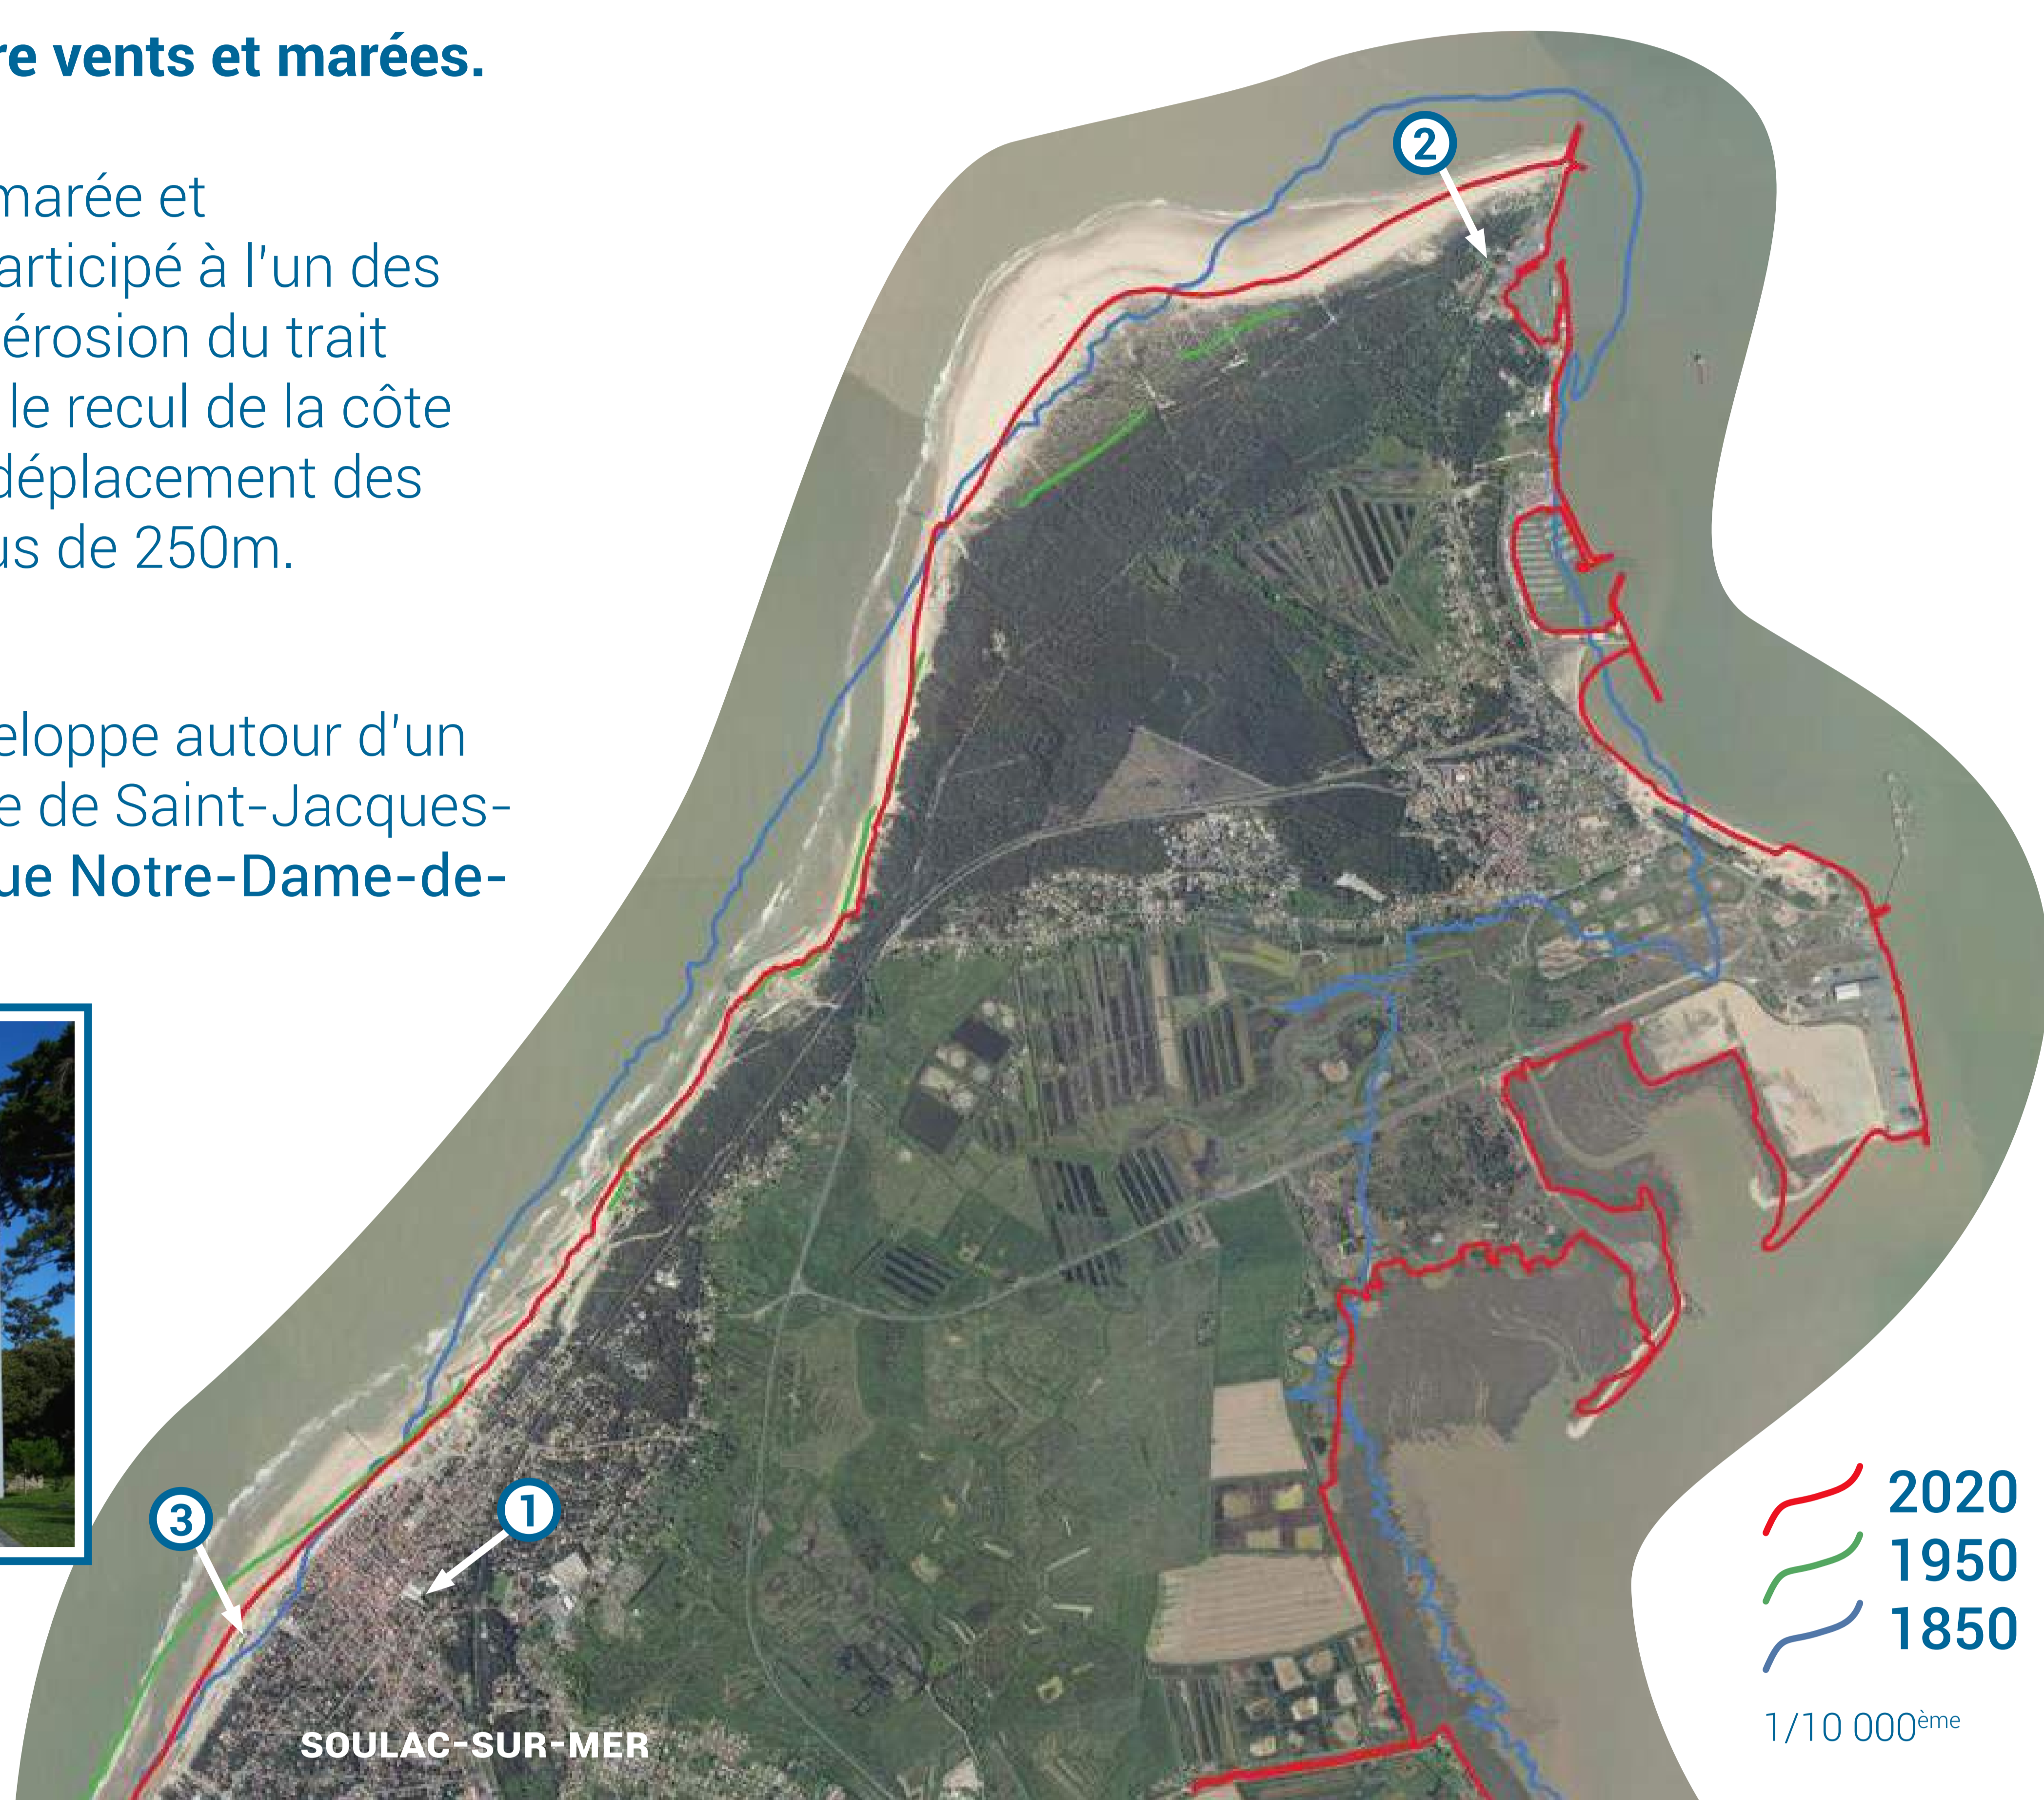 re vents et marées.
marée et
articipé à l'un des
érosion du trait
le recul de la côte
déplacement des
us de 250m.
eloppe autour d'un
e de Saint-Jacques-
ue Notre-Dame-de-
2
3
1
SOULAC-SUR-MER
2020
1950
1850
1/10 000ème